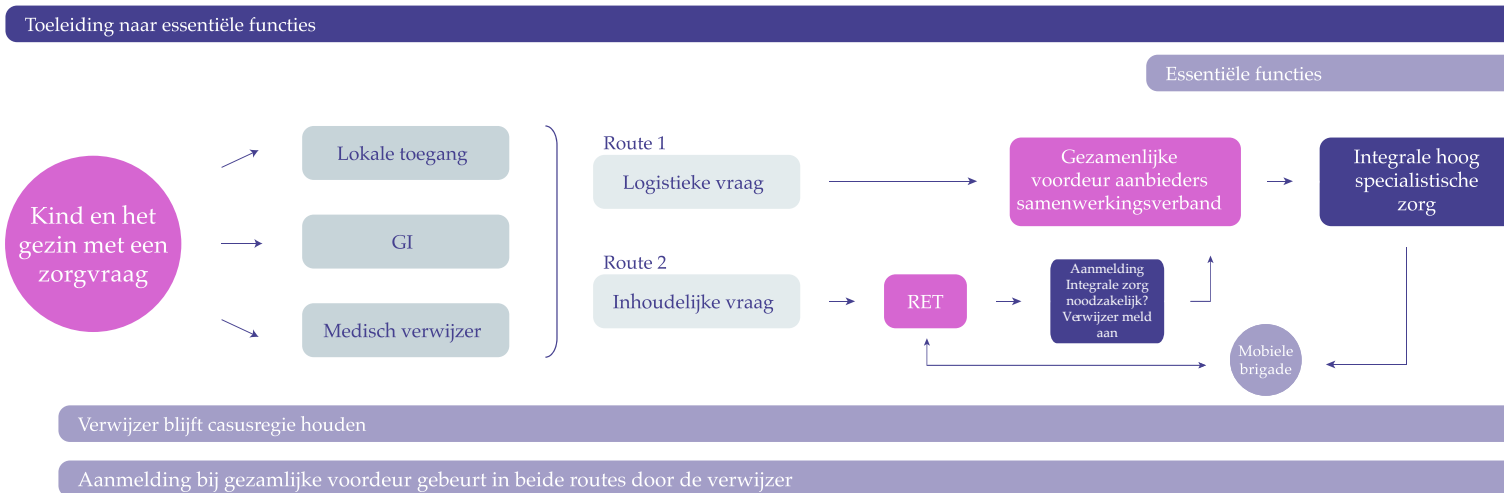 Toeleiding naar essentiële functies
Essentiële functies
Kind en het
gezin met een
zorgvraag
Lokale toegang
GI
Medisch verwijzer
Route 1
Logistieke vraag
Gezamenlijke
voordeur aanbieders
samenwerkingsverband
Integrale hoog
specialistische
zorg
Route 2
Inhoudelijke vraag
RET
Aanmelding
Integrale zorg
noodzakelijk?
Verwijzer meld
aan
Mobiele
brigade
Verwijzer blijft casusregie houden
Aanmelding bij gezamlijke voordeur gebeurt in beide routes door de verwijzer